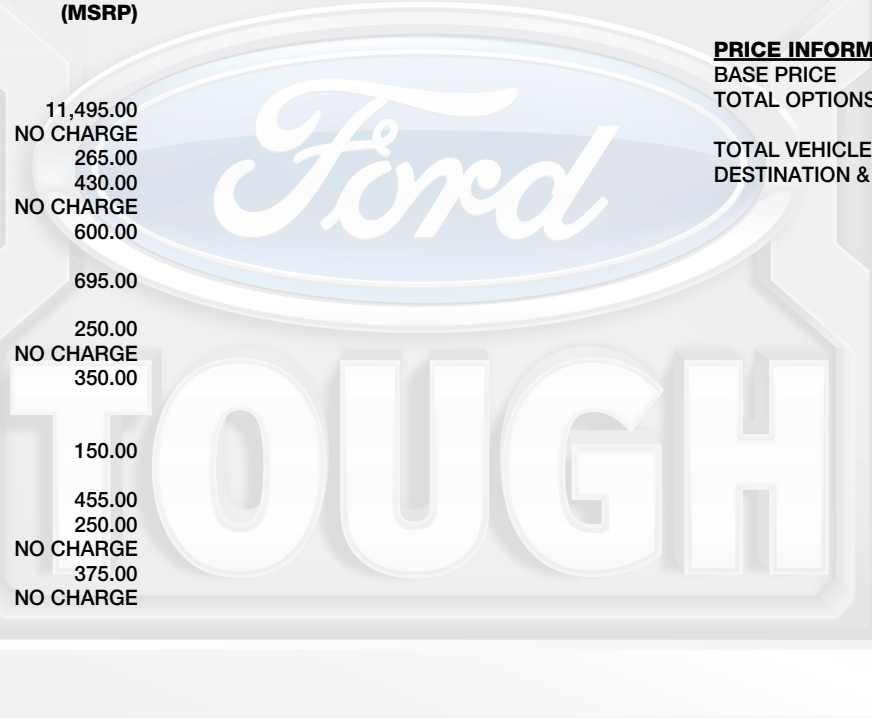 (MSRP)
11,495.00
NO CHARGE
265.00
430.00
NO CHARGE
600.00
695.00
250.00
NO CHARGE
350.00
150.00
455.00
250.00
NO CHARGE
375.00
NO CHARGE
PRICE INFORM
BASE PRICE
TOTAL OPTIONS
TOTAL VEHICLE
DESTINATION &
Ford
TOUGH